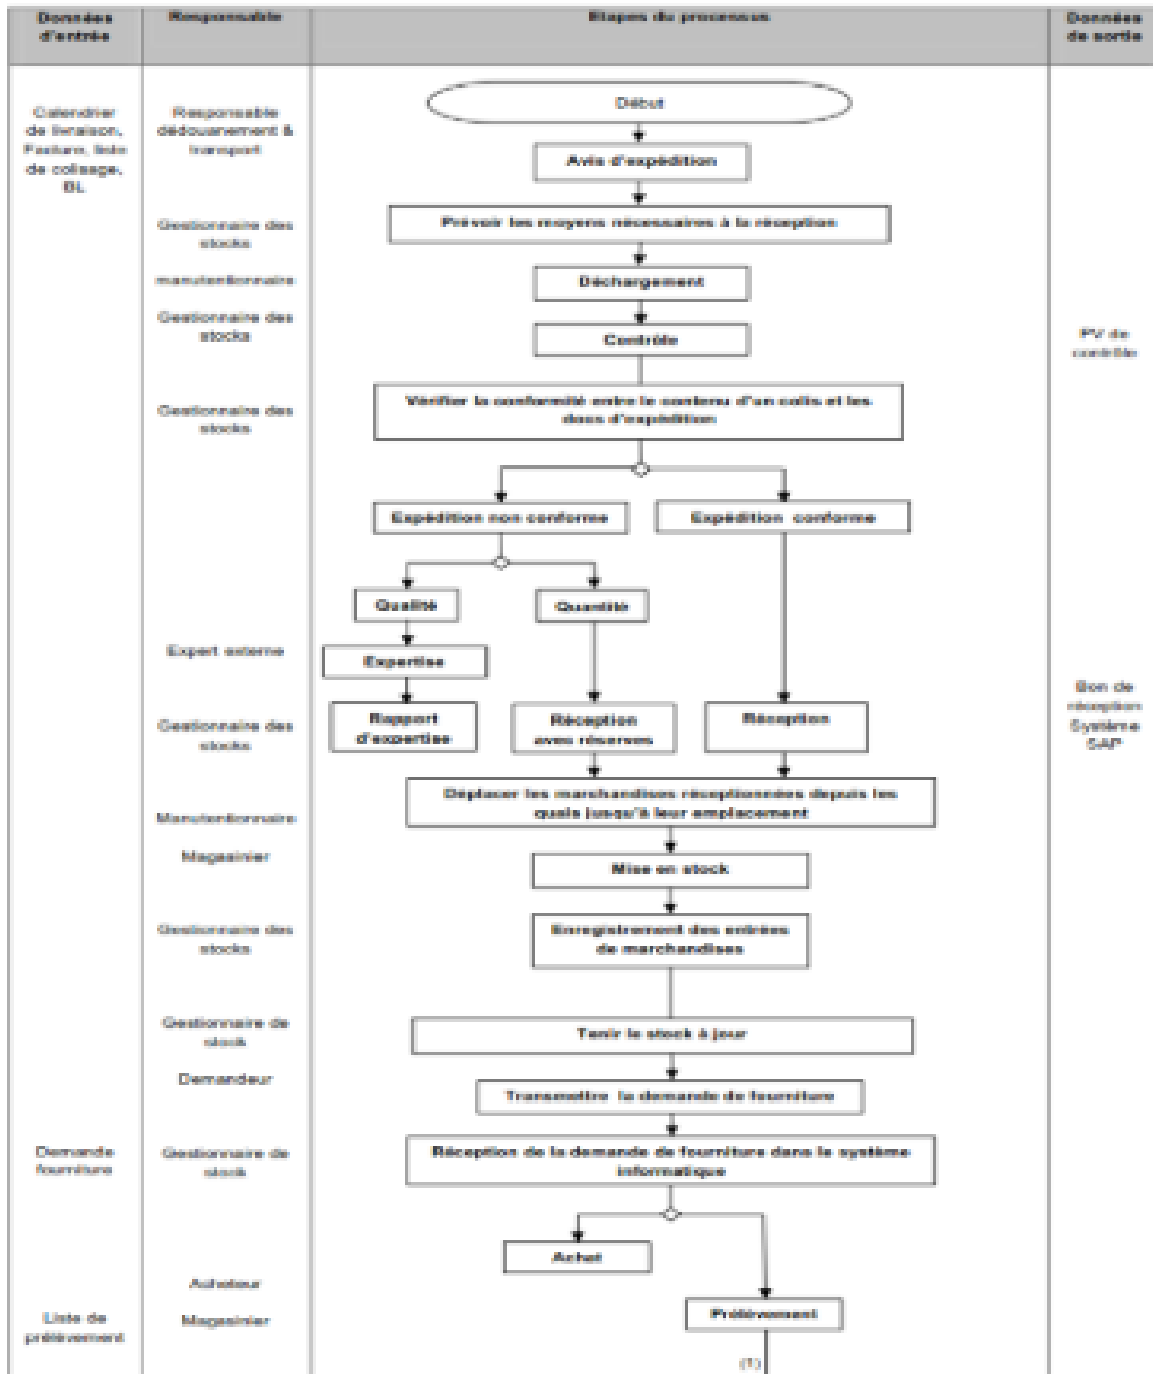 Données
d'entrée
Responsable
Etapes du processus
Données
de sortie
Calendrier
de livraison,
Facture, liste
de colisage,
BL
Responsable
dédouanement &
transport
Début
Avis d'expédition
Gestionnaire des
stocks
Prévoir les moyens nécessaires à la réception
manutentionnaire
Déchargement
Gestionnaire des
stocks
Contrôle
PV de
contrôle
Gestionnaire des
stocks
Vérifier la conformité entre le contenu d'un colis et les
docs d'expédition
Expédition non conforme
Expédition conforme
Qualité
Quantité
Expert externe
Expertise
Gestionnaire des
stocks
Rapport
d'expertise
Réception
avec réserves
Réception
Bon de
réception
Système
SAP
Manutentionnaire
Déplacer les marchandises réceptionnées depuis les
quais jusqu'à leur emplacement
Magasinier
Mise en stock
Gestionnaire des
stocks
Enregistrement des entrées
de marchandises
Gestionnaire de
stock
Tenir le stock à jour
Demandeur
Transmettre la demande de fourniture
Demande
fourniture
Gestionnaire de
stock
Réception de la demande de fourniture dans le système
informatique
Achat
Acheteur
Liste de
prélèvement
Magasinier
Prélèvement
(1)